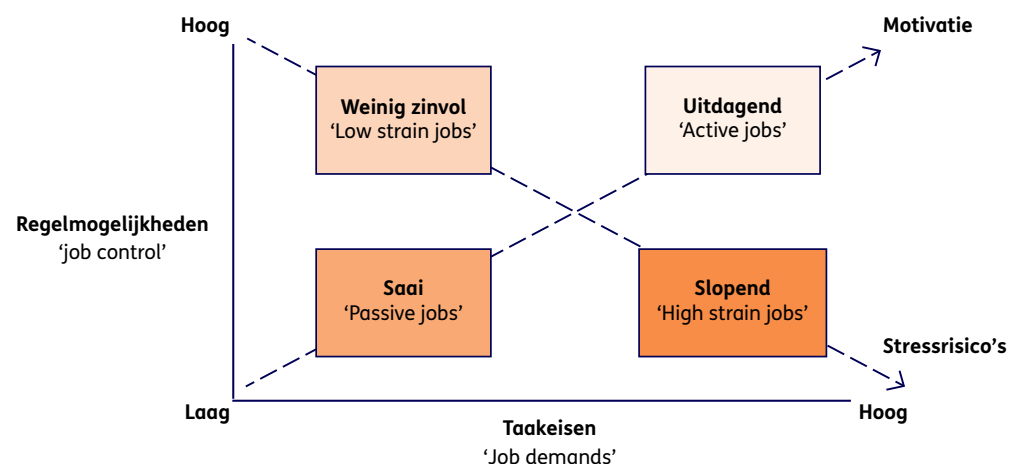 Hoog
Motivatie
Weinig zinvol
‘Low strain jobs’
Uitdagend
‘Active jobs’
Regelmogelijkheden
‘job control’
Saai
‘Passive jobs’
Slopend
‘High strain jobs’
Stressrisico’s
Laag
Hoog
Taakeisen
‘Job demands’